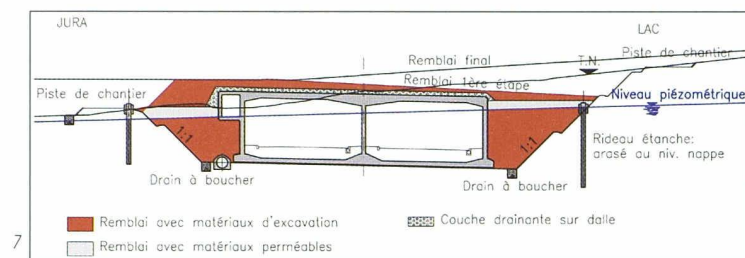 JURA
LAC
Remblai final
T.N.
Piste de chantier
Remblai 1ère étape
Piste de chantier
Niveau piézométrique
1:1
1:1
Rideau étanche:
arasé au niv. nappe
Drain à boucher
Drain à boucher
Remblai avec matériaux d'excavation
Couche drainante sur dalle
Remblai avec matériaux perméables
7